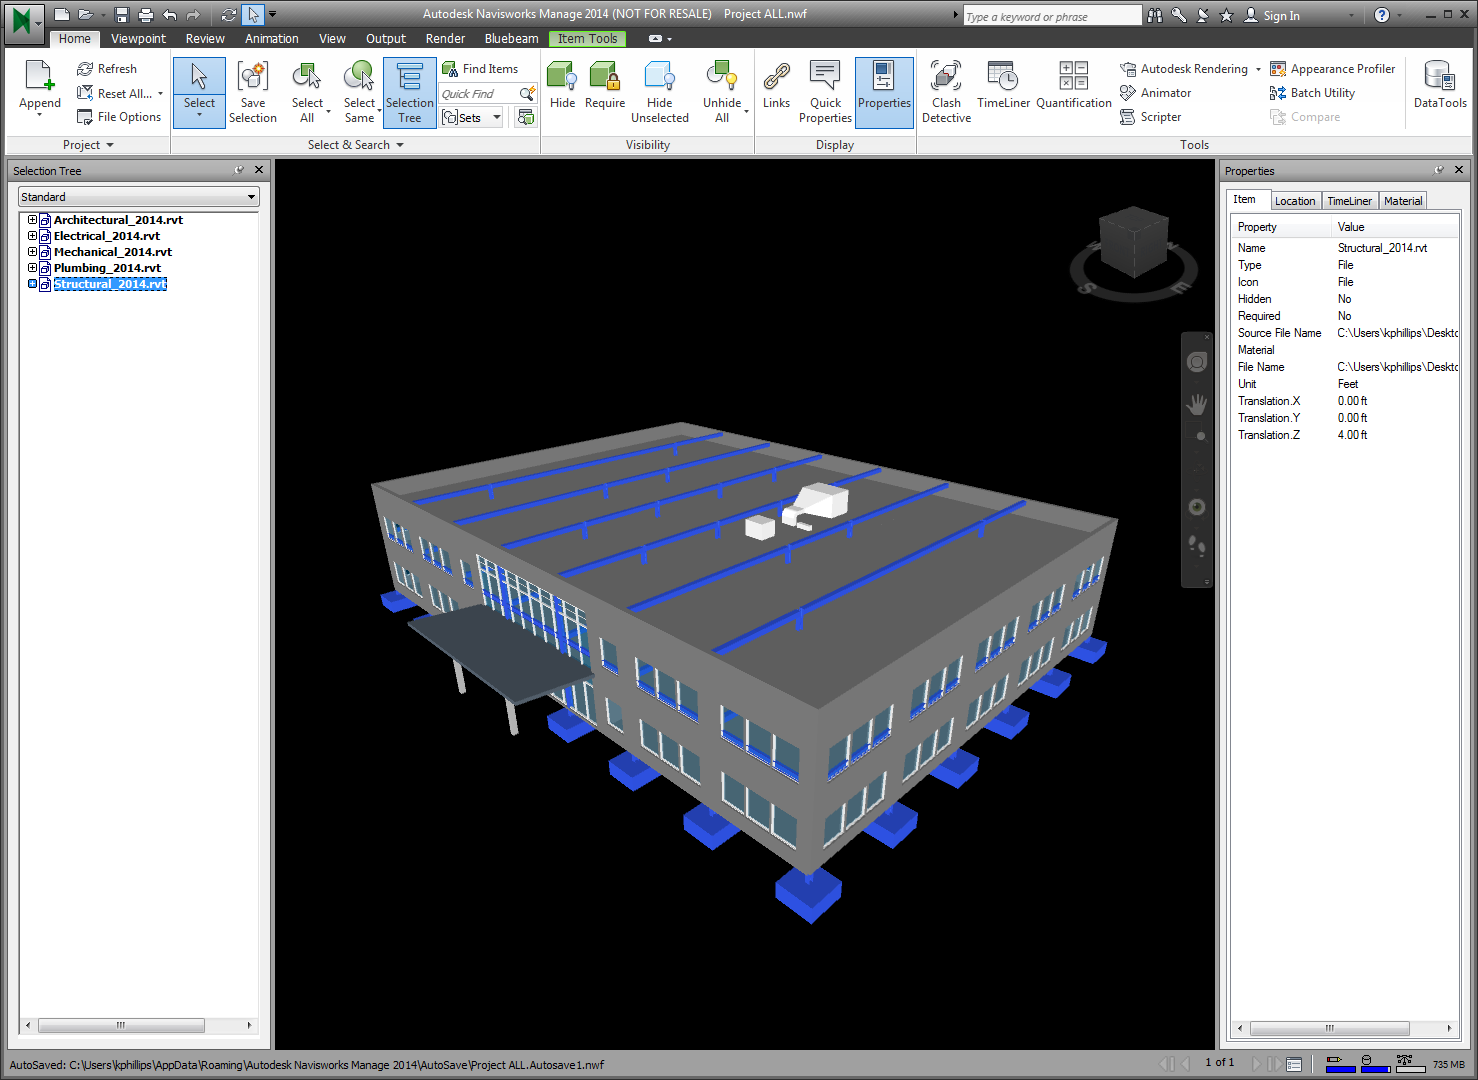 Autodesk Navisworks Manage 2014 (NOT FOR RESALE) Project ALL.nwf
Type a keyword or phrase
Sign In
Home Viewpoint Review Animation View Output Render Bluebeam Item Tools
Append
Refresh
Reset All...
File Options
Project
Select
Save Selection
Select All
Select Same
Selection Tree
Find Items
Quick Find
Sets
Select & Search
Hide
Require
Hide Unselected
Unhide All
Visibility
Links
Quick Properties
Properties
Display
Clash Detective
TimeLiner
Quantification
Autodesk Rendering
Animator
Scripter
Appearance Profiler
Batch Utility
Compare
DataTools
Tools
Selection Tree
Standard
Architectural_2014.rvt
Electrical_2014.rvt
Mechanical_2014.rvt
Plumbing_2014.rvt
Structural_2014.rvt
S
E
Properties
Item Location TimeLiner Material
Property Value
Name Structural_2014.rvt
Type File
Icon File
Hidden No
Required No
Source File Name C:\Users\kphillips\Deskto
Material
File Name C:\Users\kphillips\Deskto
Unit Feet
Translation.X 0.00 ft
Translation.Y 0.00 ft
Translation.Z 4.00 ft
AutoSaved: C:\Users\kphillips\AppData\Roaming\Autodesk Navisworks Manage 2014\AutoSave\Project ALL.Autosave1.nwf
1 of 1
735 MB